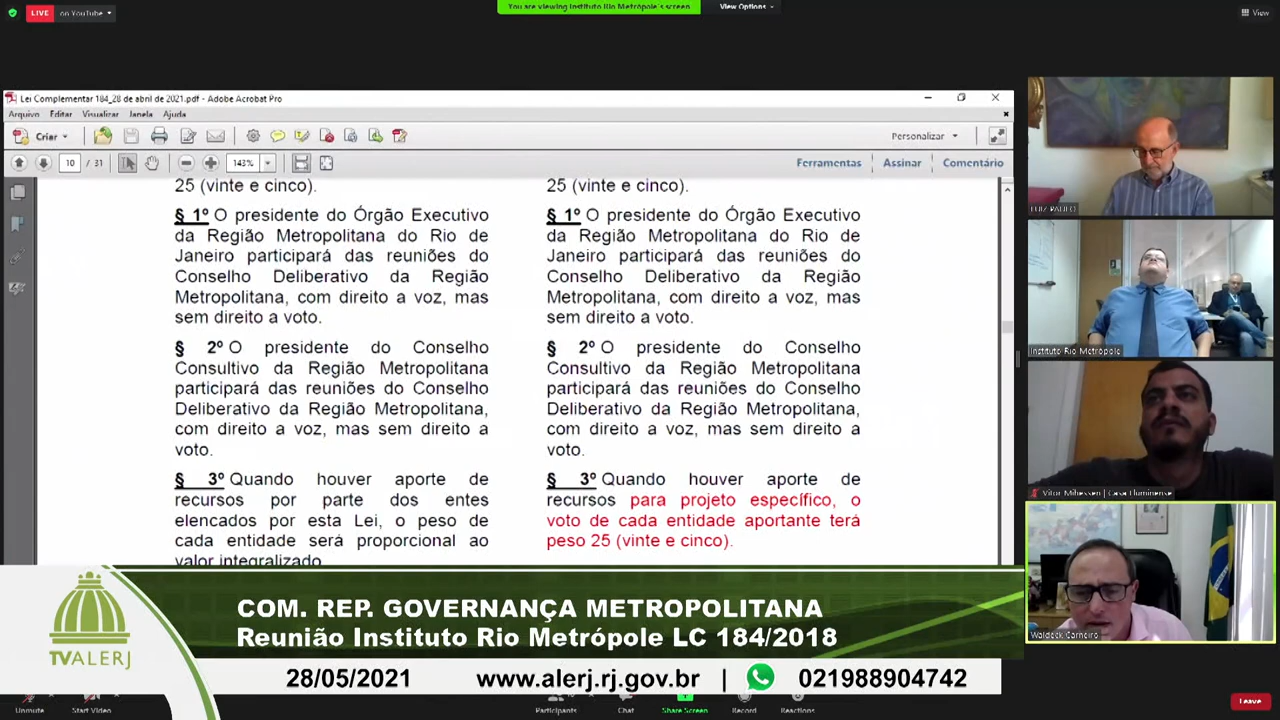 LIVE
on YouTube
You are viewing Instituto Rio Metrópole's screen
View Options
View
Lei Complementar 184_28 de abril de 2021.pdf - Adobe Acrobat Pro
Arquivo Editar Visualizar Janela Ajuda
Criar
Personalizar
10 / 31
143%
Ferramentas
Assinar
Comentário
25 (vinte e cinco).
§ 1º O presidente do Órgão Executivo
da Região Metropolitana do Rio de
Janeiro participará das reuniões do
Conselho Deliberativo da Região
Metropolitana, com direito a voz, mas
sem direito a voto.
§ 2º O presidente do Conselho
Consultivo da Região Metropolitana
participará das reuniões do Conselho
Deliberativo da Região Metropolitana,
com direito a voz, mas sem direito a
voto.
§ 3º Quando houver aporte de
recursos por parte dos entes
elencados por esta Lei, o peso de
cada entidade será proporcional ao
valor integralizado.
25 (vinte e cinco).
§ 1º O presidente do Órgão Executivo
da Região Metropolitana do Rio de
Janeiro participará das reuniões do
Conselho Deliberativo da Região
Metropolitana, com direito a voz, mas
sem direito a voto.
§ 2º O presidente do Conselho
Consultivo da Região Metropolitana
participará das reuniões do Conselho
Deliberativo da Região Metropolitana,
com direito a voz, mas sem direito a
voto.
§ 3º Quando houver aporte de
recursos para projeto específico, o
voto de cada entidade aportante terá
peso 25 (vinte e cinco).
LUIZ PAULO
Instituto Rio Metrópole
Vitor Mihessen | Casa Fluminense
Waldeck Carneiro
COM. REP. GOVERNANÇA METROPOLITANA
Reunião Instituto Rio Metrópole LC 184/2018
TVALERJ
28/05/2021
www.alerj.rj.gov.br | 021988904742
Unmute
Start Video
Participants
Chat
Share Screen
Record
Reactions
Leave